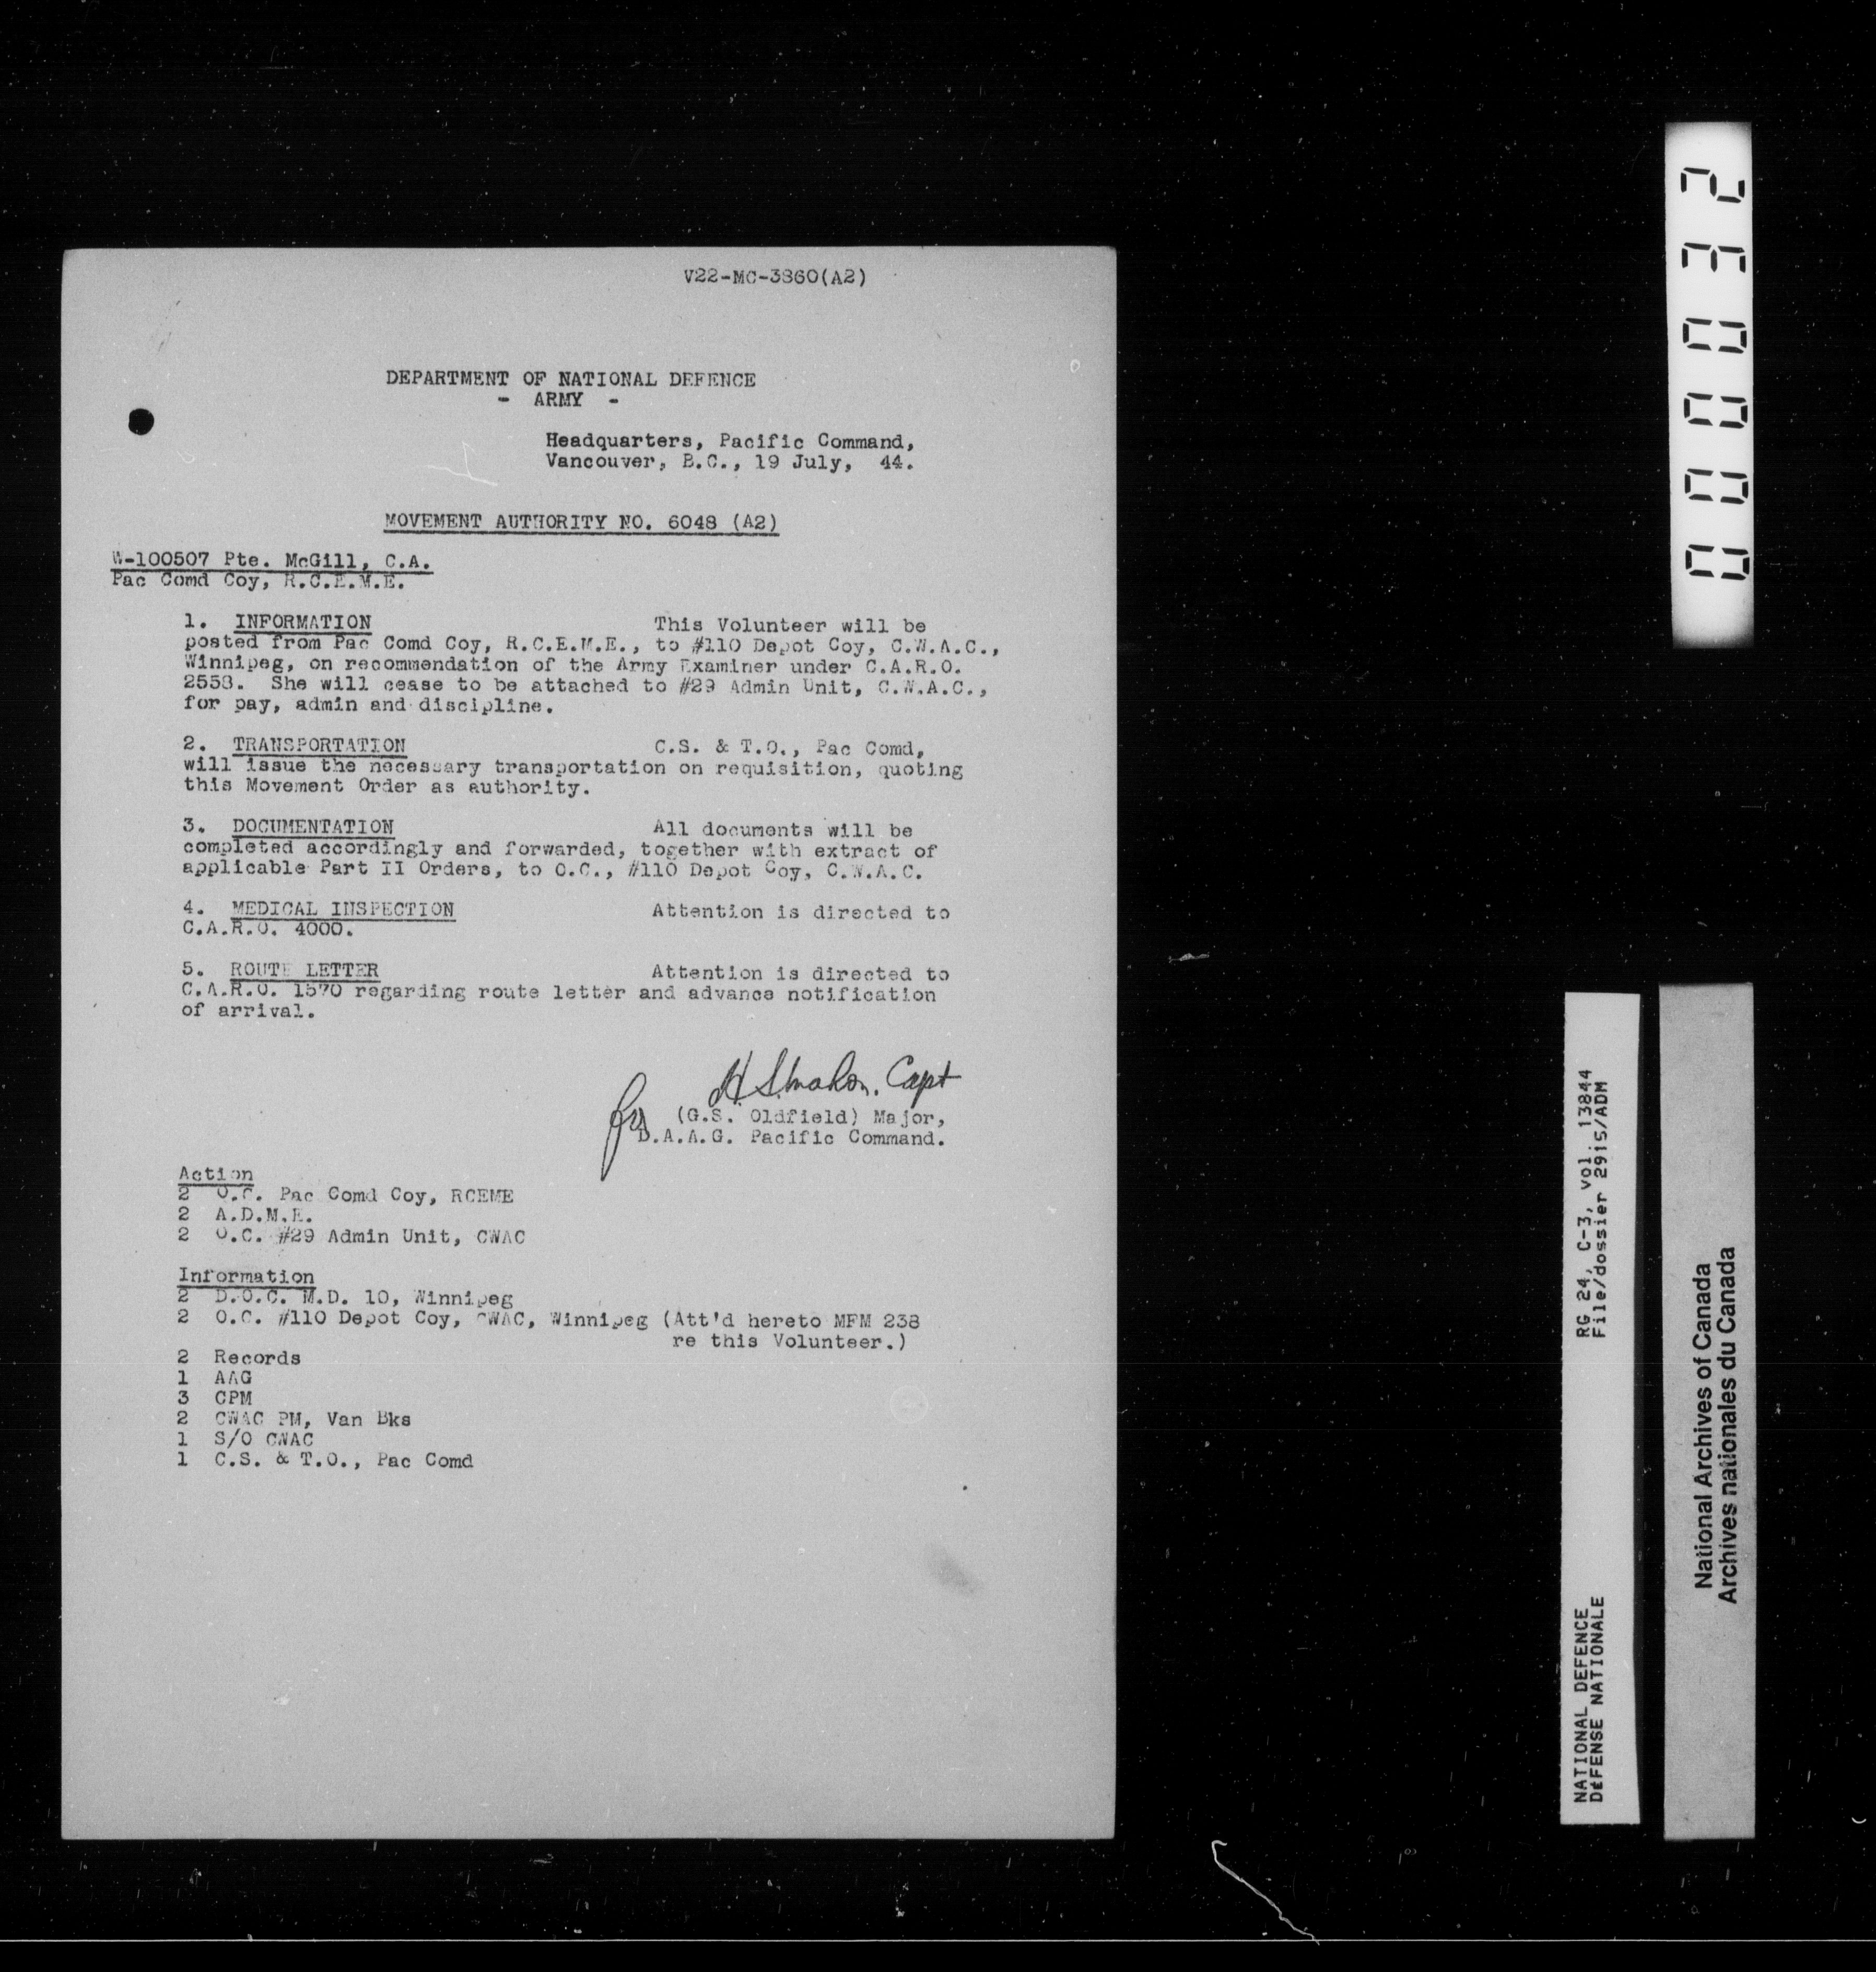 V22-MC-3860(A2)
DEPARTMENT OF NATIONAL DEFENCE
- ARMY -
Headquarters, Pacific Command,
Vancouver, B.C., 19 July, 44.
MOVEMENT AUTHORITY NO. 6048 (A2)
W-100507 Pte. McGill, C.A.
Pac Comd Coy, R.C.E.M.E.
1. INFORMATION This Volunteer will be
posted from Pac Comd Coy, R.C.E.M.E., to #110 Depot Coy, C.W.A.C.,
Winnipeg, on recommendation of the Army Examiner under C.A.R.O.
2558. She will cease to be attached to #29 Admin Unit, C.W.A.C.,
for pay, admin and discipline.
2. TRANSPORTATION C.S. & T.O., Pac Comd,
will issue the necessary transportation on requisition, quoting
this Movement Order as authority.
3. DOCUMENTATION All documents will be
completed accordingly and forwarded, together with extract of
applicable Part II Orders, to O.C., #110 Depot Coy, C.W.A.C.
4. MEDICAL INSPECTION Attention is directed to
C.A.R.O. 4000.
5. ROUTE LETTER Attention is directed to
C.A.R.O. 1570 regarding route letter and advance notification
of arrival.
Capt
for (G.S. Oldfield) Major,
D.A.A.G. Pacific Command.
Action
2 O.C. Pac Comd Coy, RCEME
2 A.D.M.E.
2 O.C. #29 Admin Unit, CWAC
Information
2 D.O.C. M.D. 10, Winnipeg
2 O.C. #110 Depot Coy, CWAC, Winnipeg (Att'd hereto MFM 238
re this Volunteer.)
2 Records
1 AAG
3 CPM
2 CWAC PM, Van Bks
1 S/O CWAC
1 C.S. & T.O., Pac Comd
000032
NATIONAL DEFENCE RG 24, C-3, vol. 13844
DéFENSE NATIONALE File/dossier 2915/ADM
National Archives of Canada
Archives nationales du Canada